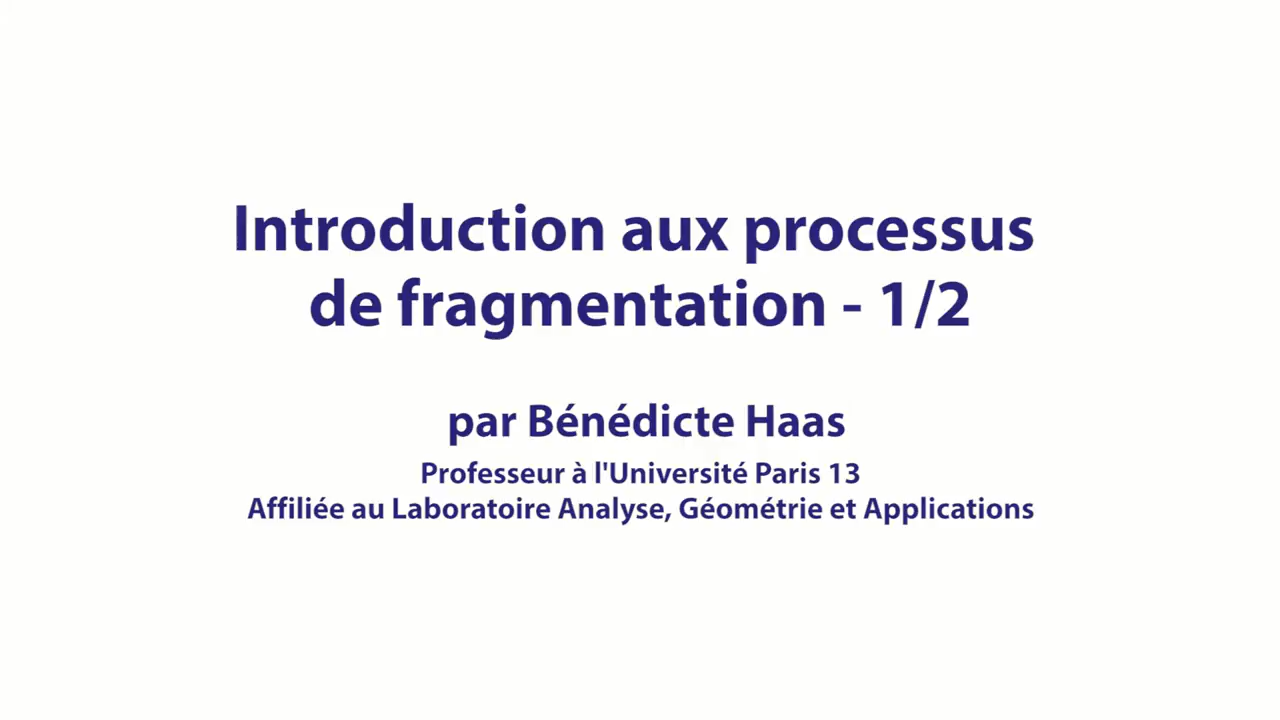 Introduction aux processus
de fragmentation - 1/2
par Bénédicte Haas
Professeur à l'Université Paris 13
Affiliée au Laboratoire Analyse, Géométrie et Applications